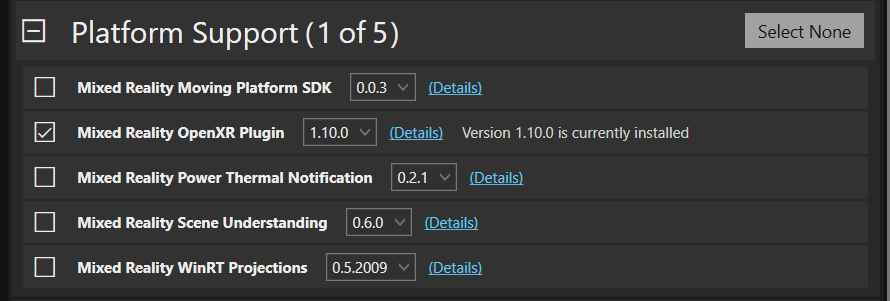 Platform Support (1 of 5) Select None
Mixed Reality Moving Platform SDK 0.0.3 (Details)
Mixed Reality OpenXR Plugin 1.10.0 (Details) Version 1.10.0 is currently installed
Mixed Reality Power Thermal Notification 0.2.1 (Details)
Mixed Reality Scene Understanding 0.6.0 (Details)
Mixed Reality WinRT Projections 0.5.2009 (Details)